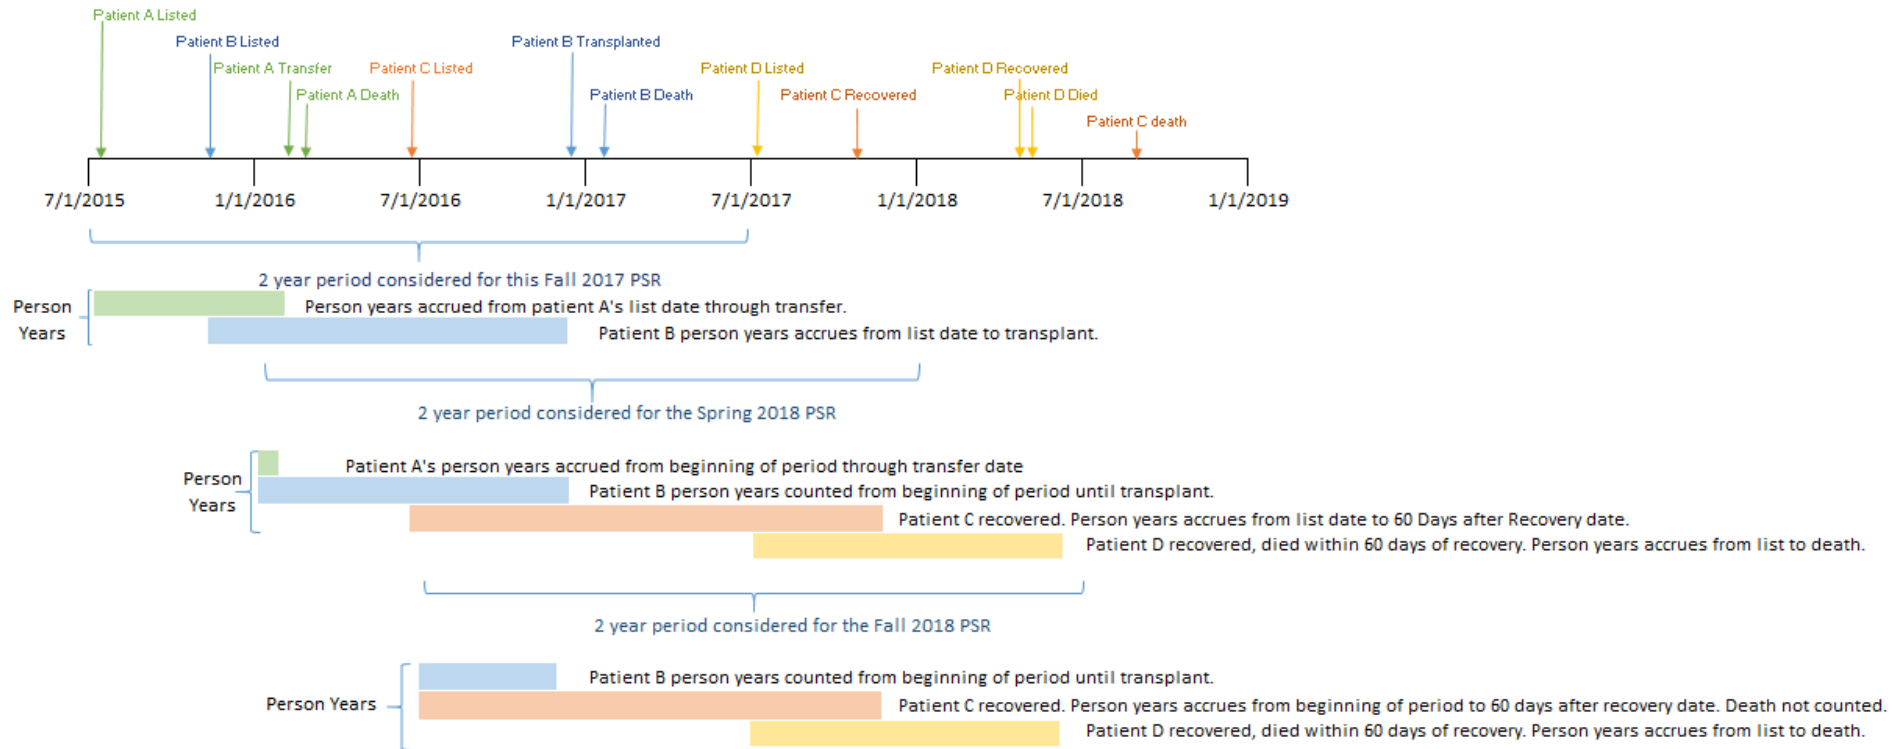 Patient A Listed
Patient B Listed
Patient B Transplanted
Patient A Transfer
Patient C Listed
Patient D Listed
Patient D Recovered
Patient A Death
Patient B Death
Patient C Recovered
Patient D Died
Patient C death
7/1/2015
1/1/2016
7/1/2016
1/1/2017
7/1/2017
1/1/2018
7/1/2018
1/1/2019
2 year period considered for this Fall 2017 PSR
Person
Years
Person years accrued from patient A's list date through transfer.
Patient B person years accrues from list date to transplant.
2 year period considered for the Spring 2018 PSR
Person
Years
Patient A's person years accrued from beginning of period through transfer date
Patient B person years counted from beginning of period until transplant.
Patient C recovered. Person years accrues from list date to 60 Days after Recovery date.
Patient D recovered, died within 60 days of recovery. Person years accrues from list to death.
2 year period considered for the Fall 2018 PSR
Person Years
Patient B person years counted from beginning of period until transplant.
Patient C recovered. Person years accrues from beginning of period to 60 days after recovery date. Death not counted.
Patient D recovered, died within 60 days of recovery. Person years accrues from list to death.